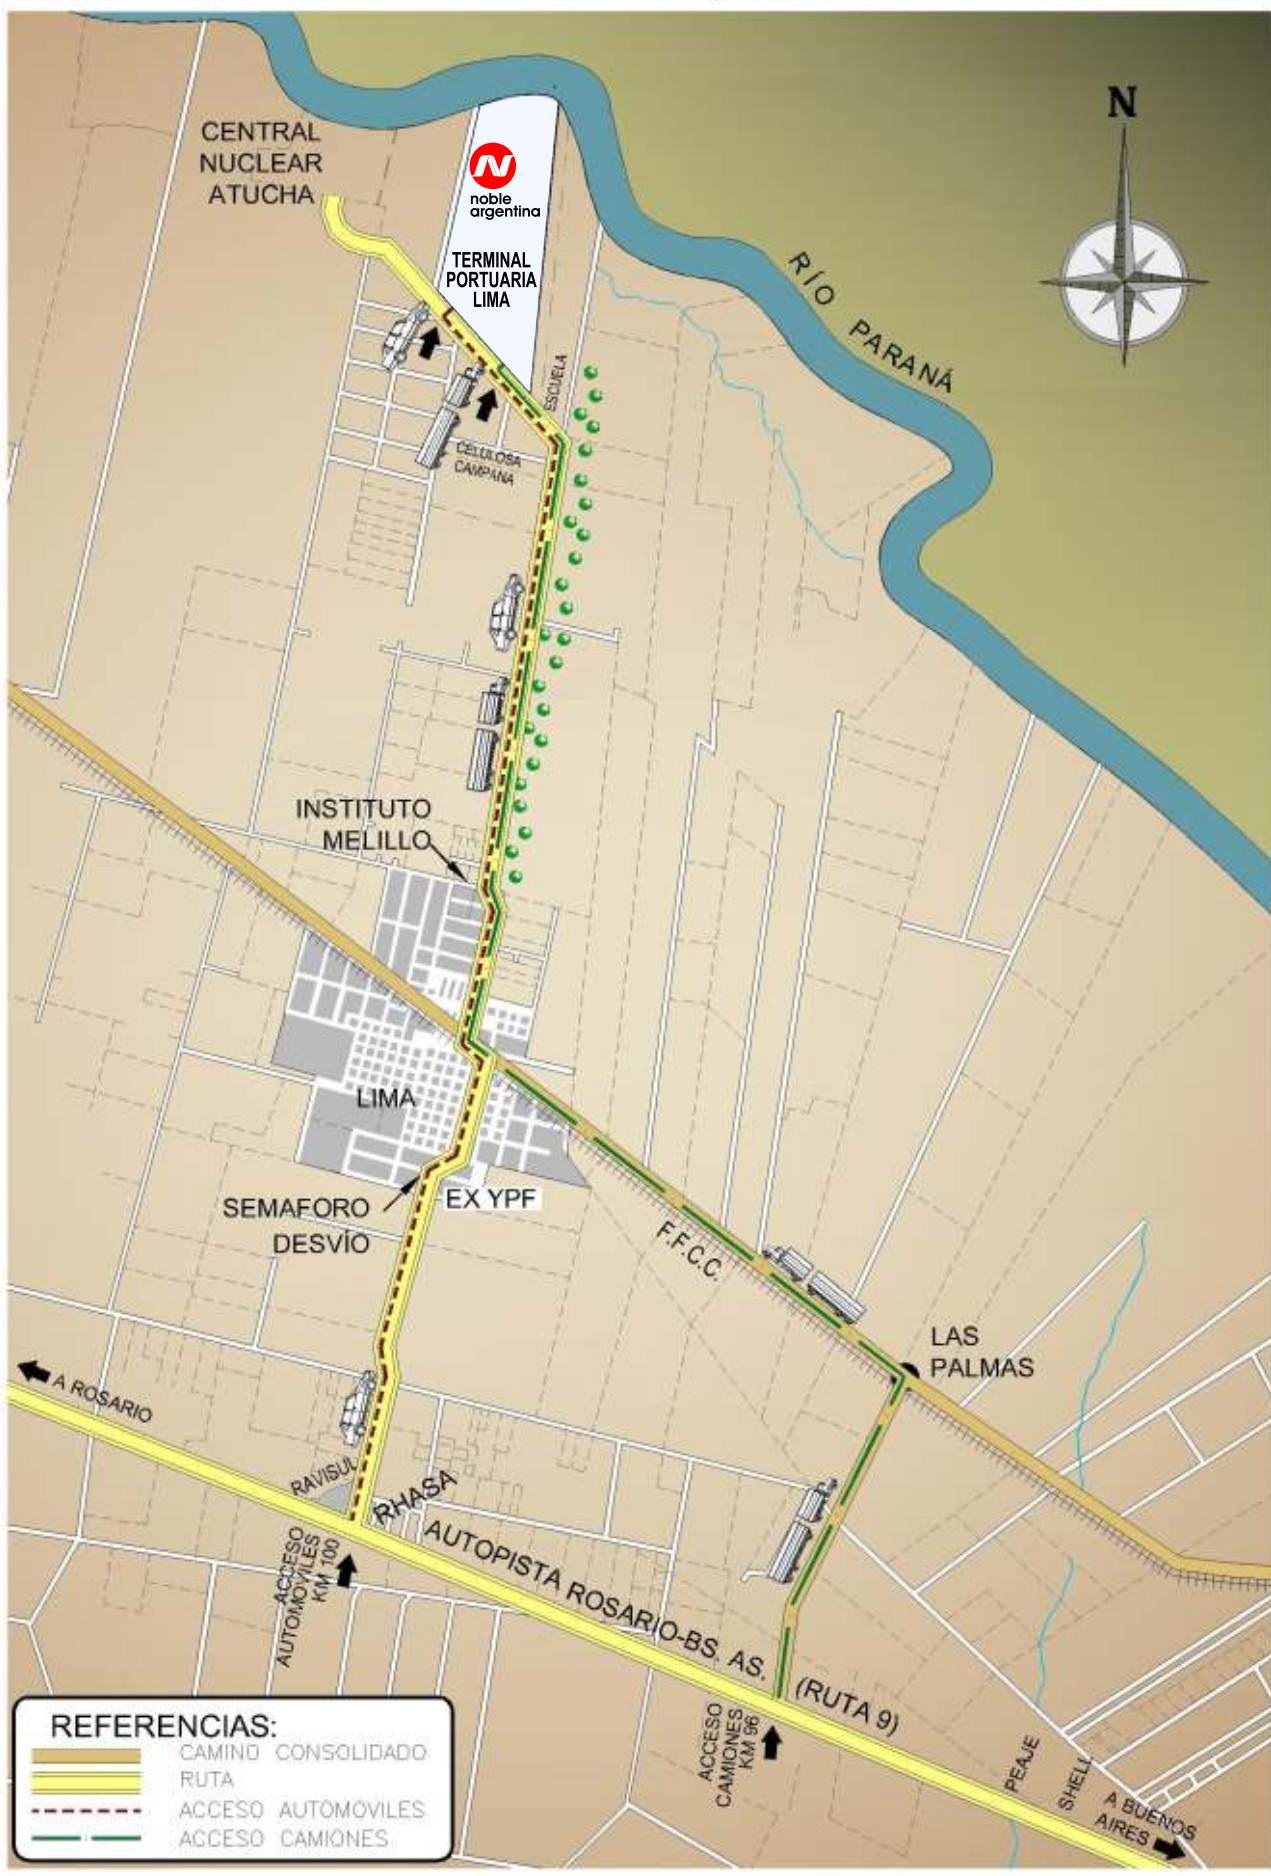 N
CENTRAL
NUCLEAR
ATUCHA
noble
argentina
TERMINAL
PORTUARIA
LIMA
RÍO PARANÁ
ESCUELA
CELULOSA
CAMPANA
INSTITUTO
MELILLO
LIMA
SEMAFORO
DESVÍO
EX YPF
F.F.C.C.
LAS
PALMAS
A ROSARIO
RAVISUL
RHASA
AUTOPISTA ROSARIO-BS. AS. (RUTA 9)
ACCESO
AUTOMOVILES
KM 100
ACCESO
CAMIONES
KM 96
PEAJE
SHELL
A BUENOS
AIRES
REFERENCIAS:
CAMINO CONSOLIDADO
RUTA
ACCESO AUTOMOVILES
ACCESO CAMIONES